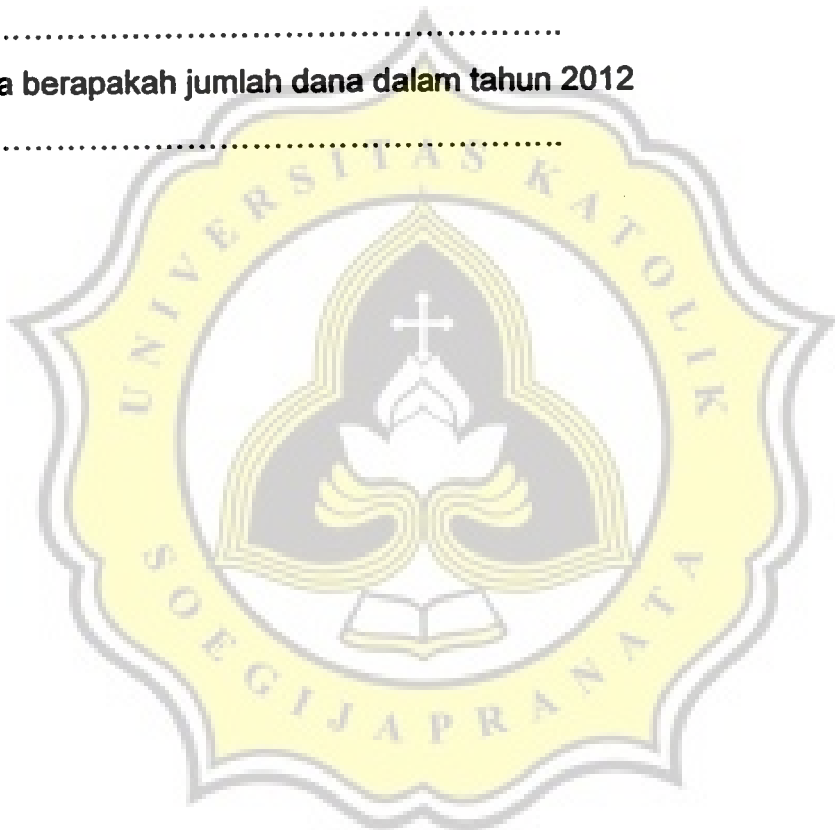 ................................................................
a berapakah jumlah dana dalam tahun 2012
................................................................
UNIVERSITAS KATOLIK
SOEGIJAPRANATA